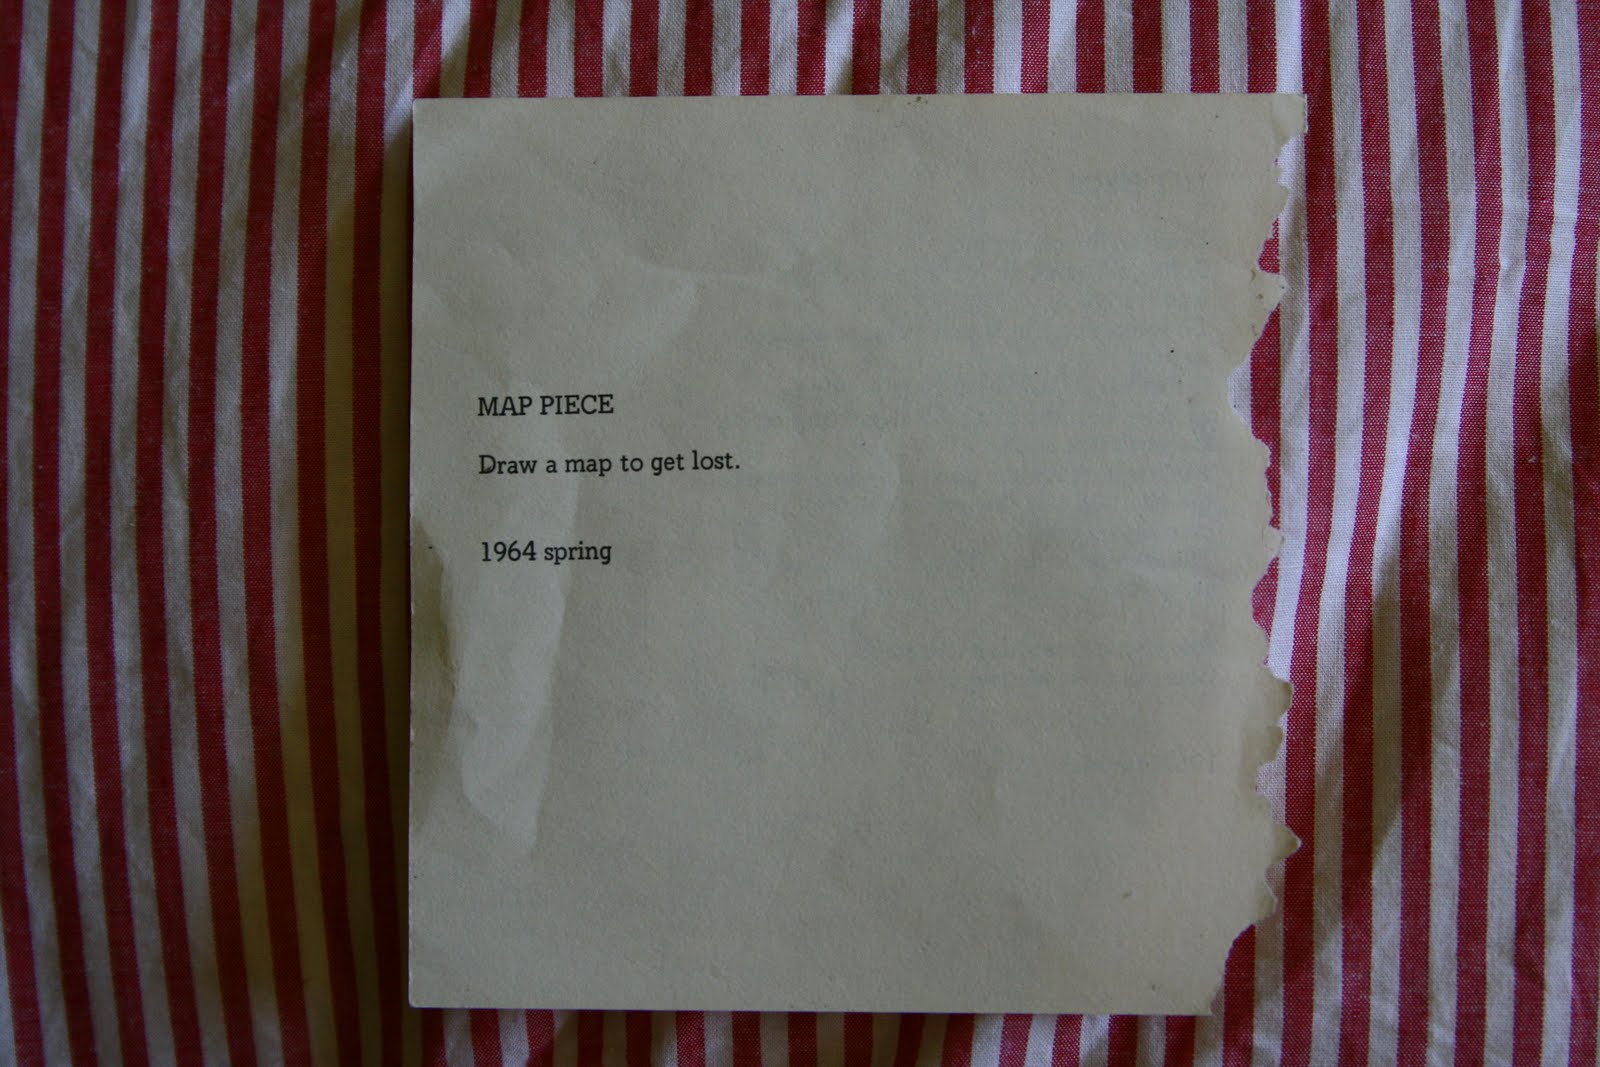 MAP PIECE
Draw a map to get lost.
1964 spring